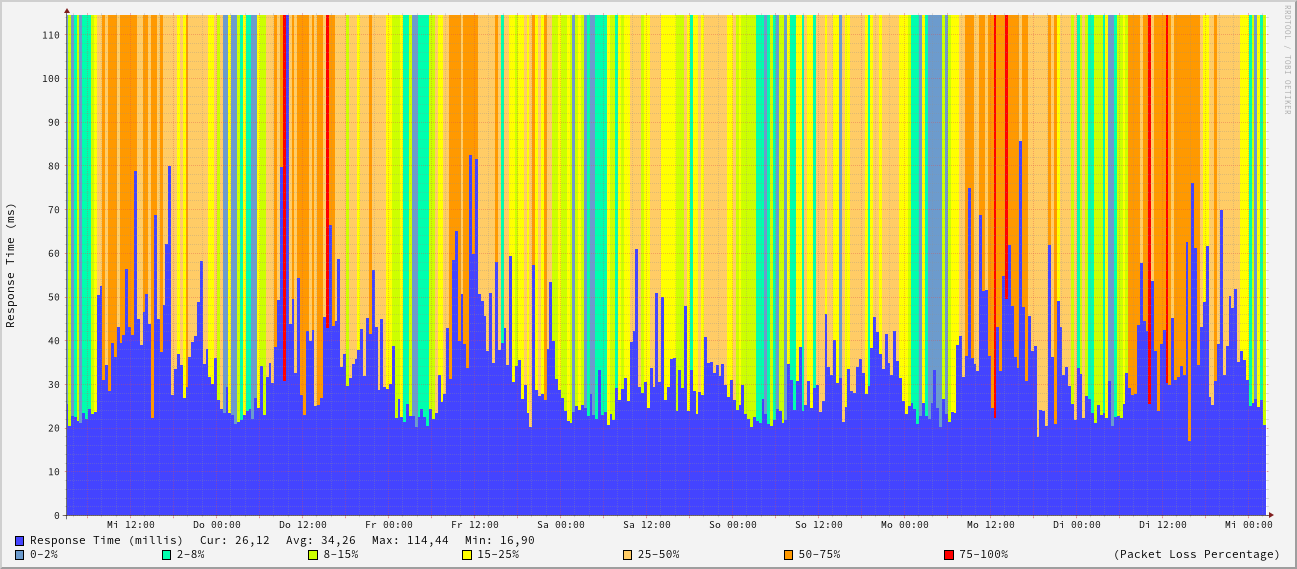 RRDTOOL / TOBI OETIKER
Response Time (ms)
110
100
90
80
70
60
50
40
30
20
10
0
Mi 12:00 Do 00:00 Do 12:00 Fr 00:00 Fr 12:00 Sa 00:00 Sa 12:00 So 00:00 So 12:00 Mo 00:00 Mo 12:00 Di 00:00 Di 12:00 Mi 00:00
Response Time (millis) Cur: 26,12 Avg: 34,26 Max: 114,44 Min: 16,90
0-2% 2-8% 8-15% 15-25% 25-50% 50-75% 75-100% (Packet Loss Percentage)